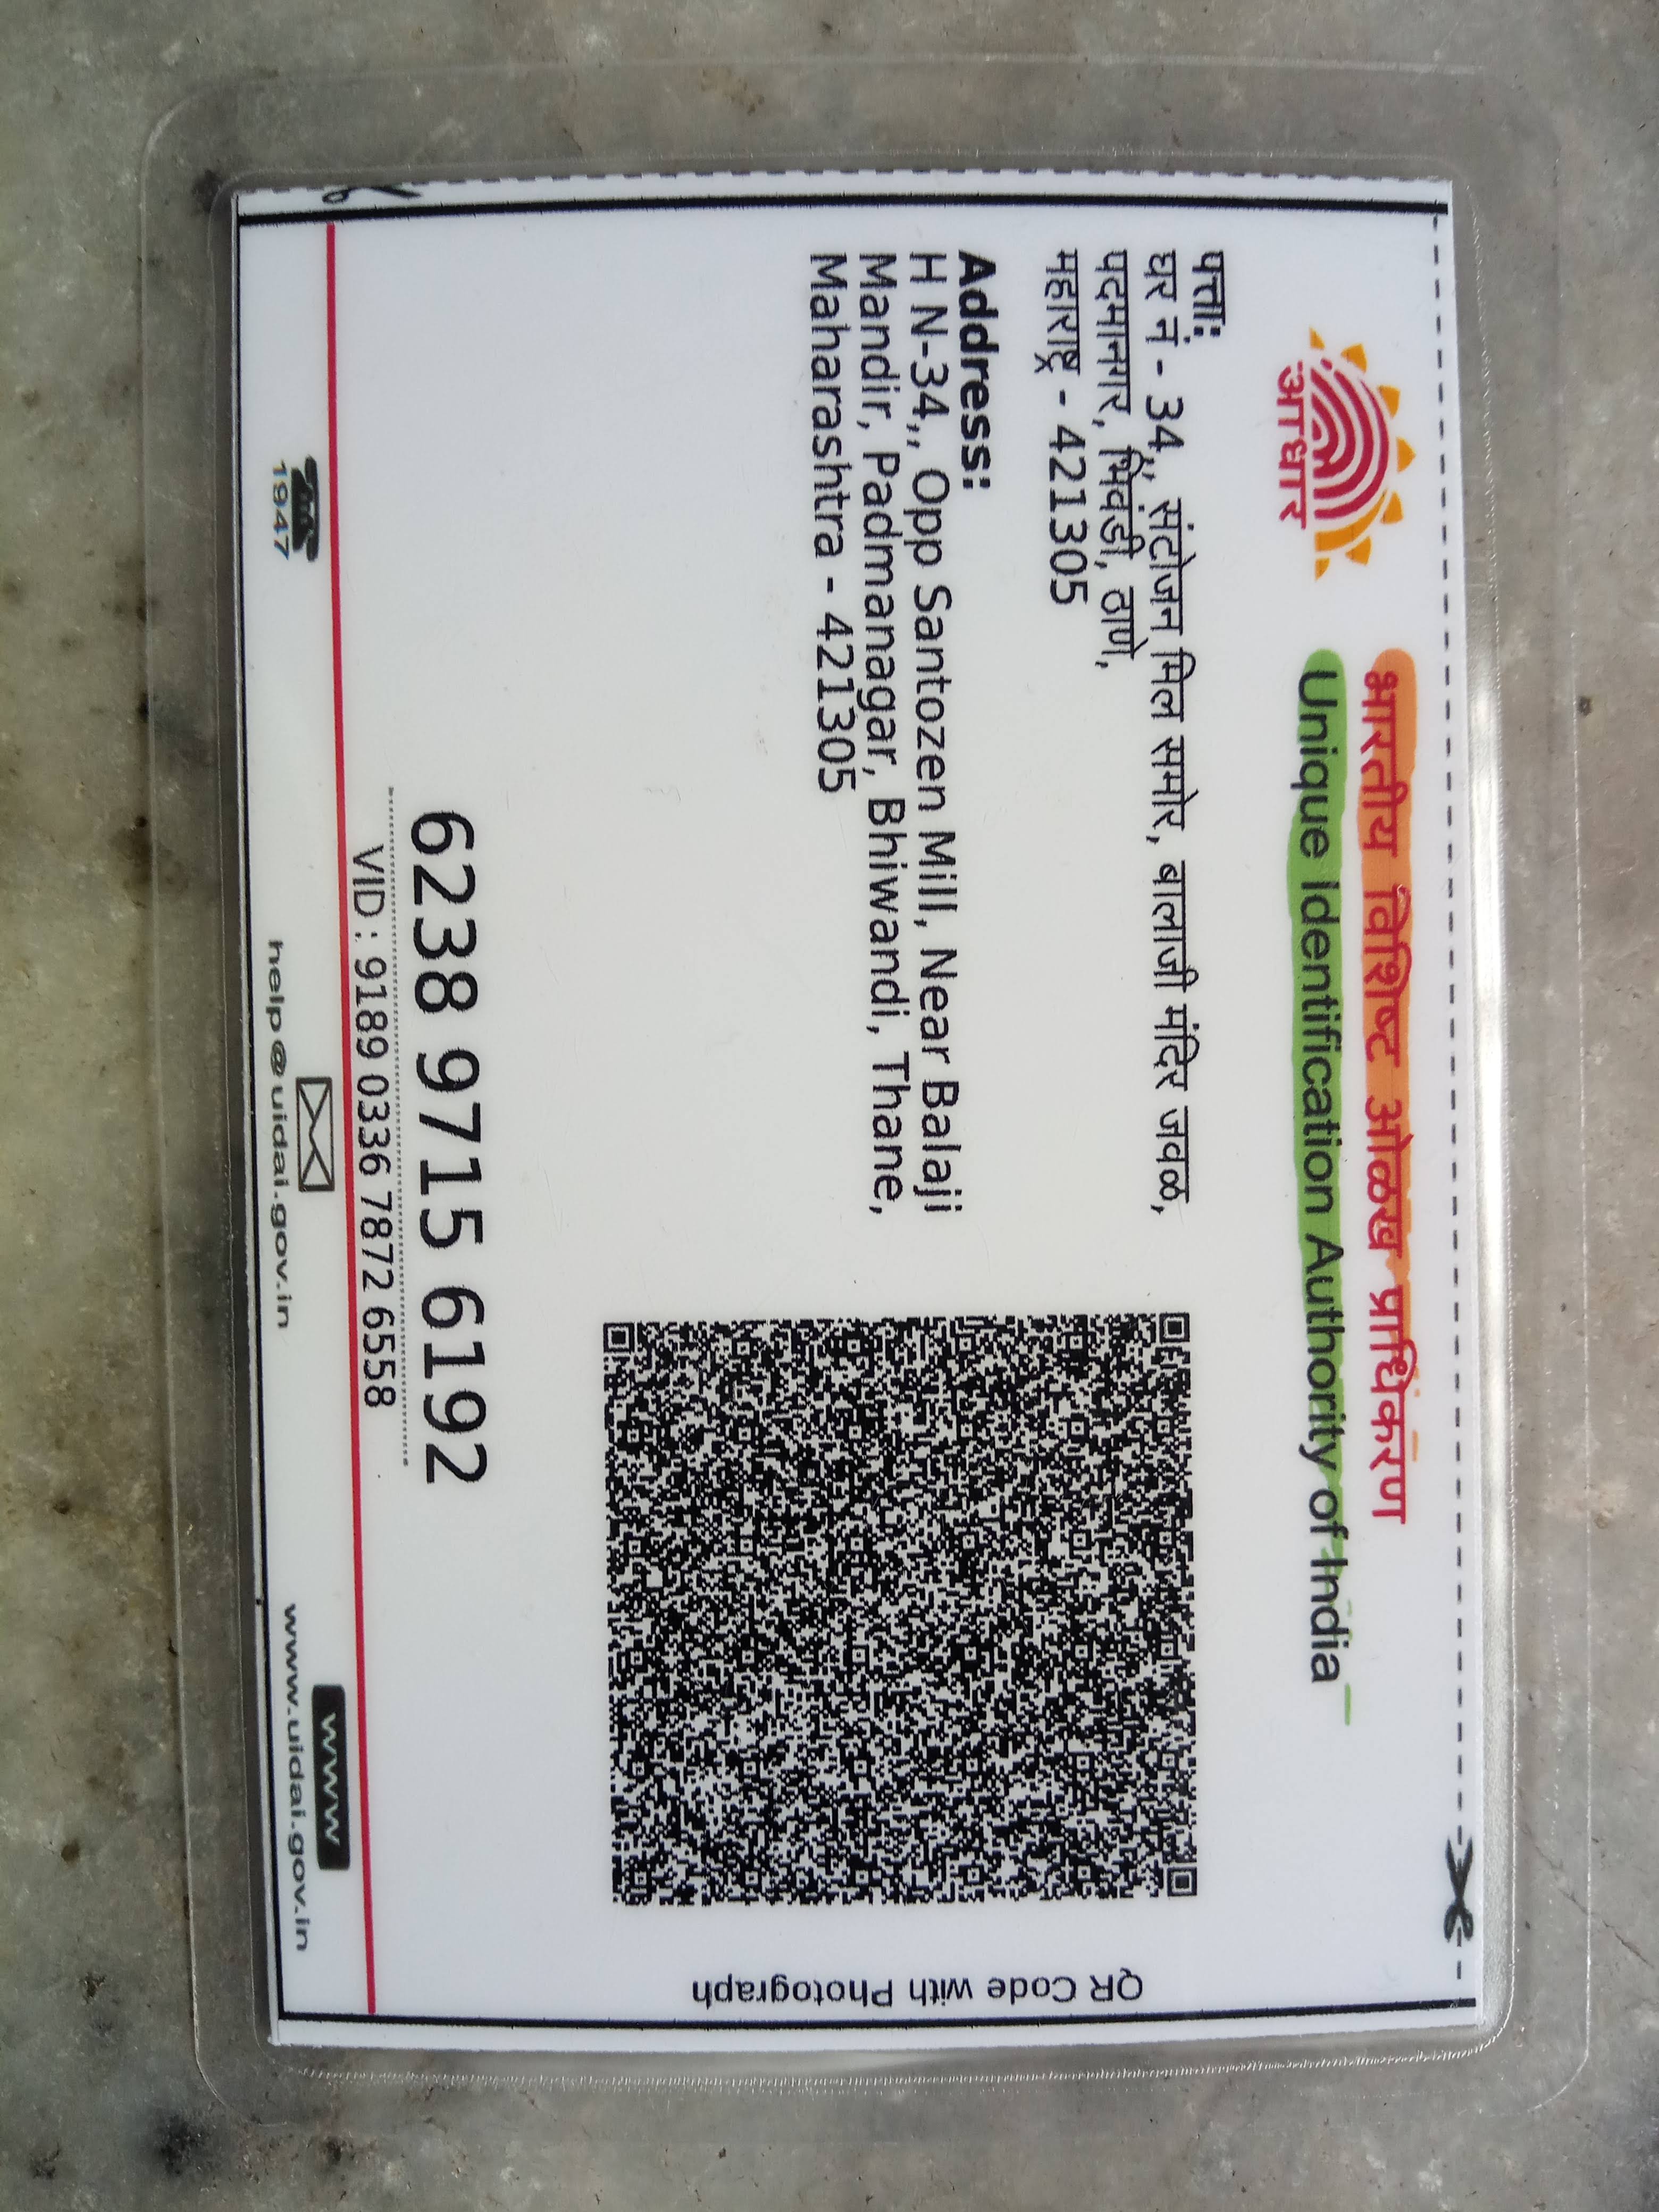 आधार
भारतीय विशिष्ट ओळख प्राधिकरण
Unique Identification Authority of India
पत्ता:
घर नं - 34,, संटोजन मिल समोर, बालाजी मंदिर जवळ,
पदमानगर, भिवंडी, ठाणे,
महाराष्ट्र - 421305
Address:
H N-34,, Opp Santozen Mill, Near Balaji
Mandir, Padmanagar, Bhiwandi, Thane,
Maharashtra - 421305
QR Code with Photograph
6238 9715 6192
VID : 9189 0336 7872 6558
1947
help@uidai.gov.in
www
www.uidai.gov.in